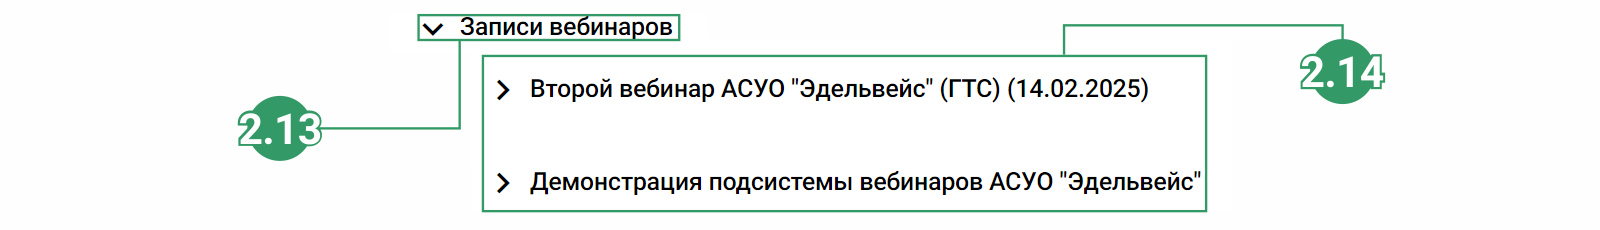 Записи вебинаров
2.14
Второй вебинар АСУО "Эдельвейс" (ГТС) (14.02.2025)
2.13
Демонстрация подсистемы вебинаров АСУО "Эдельвейс"